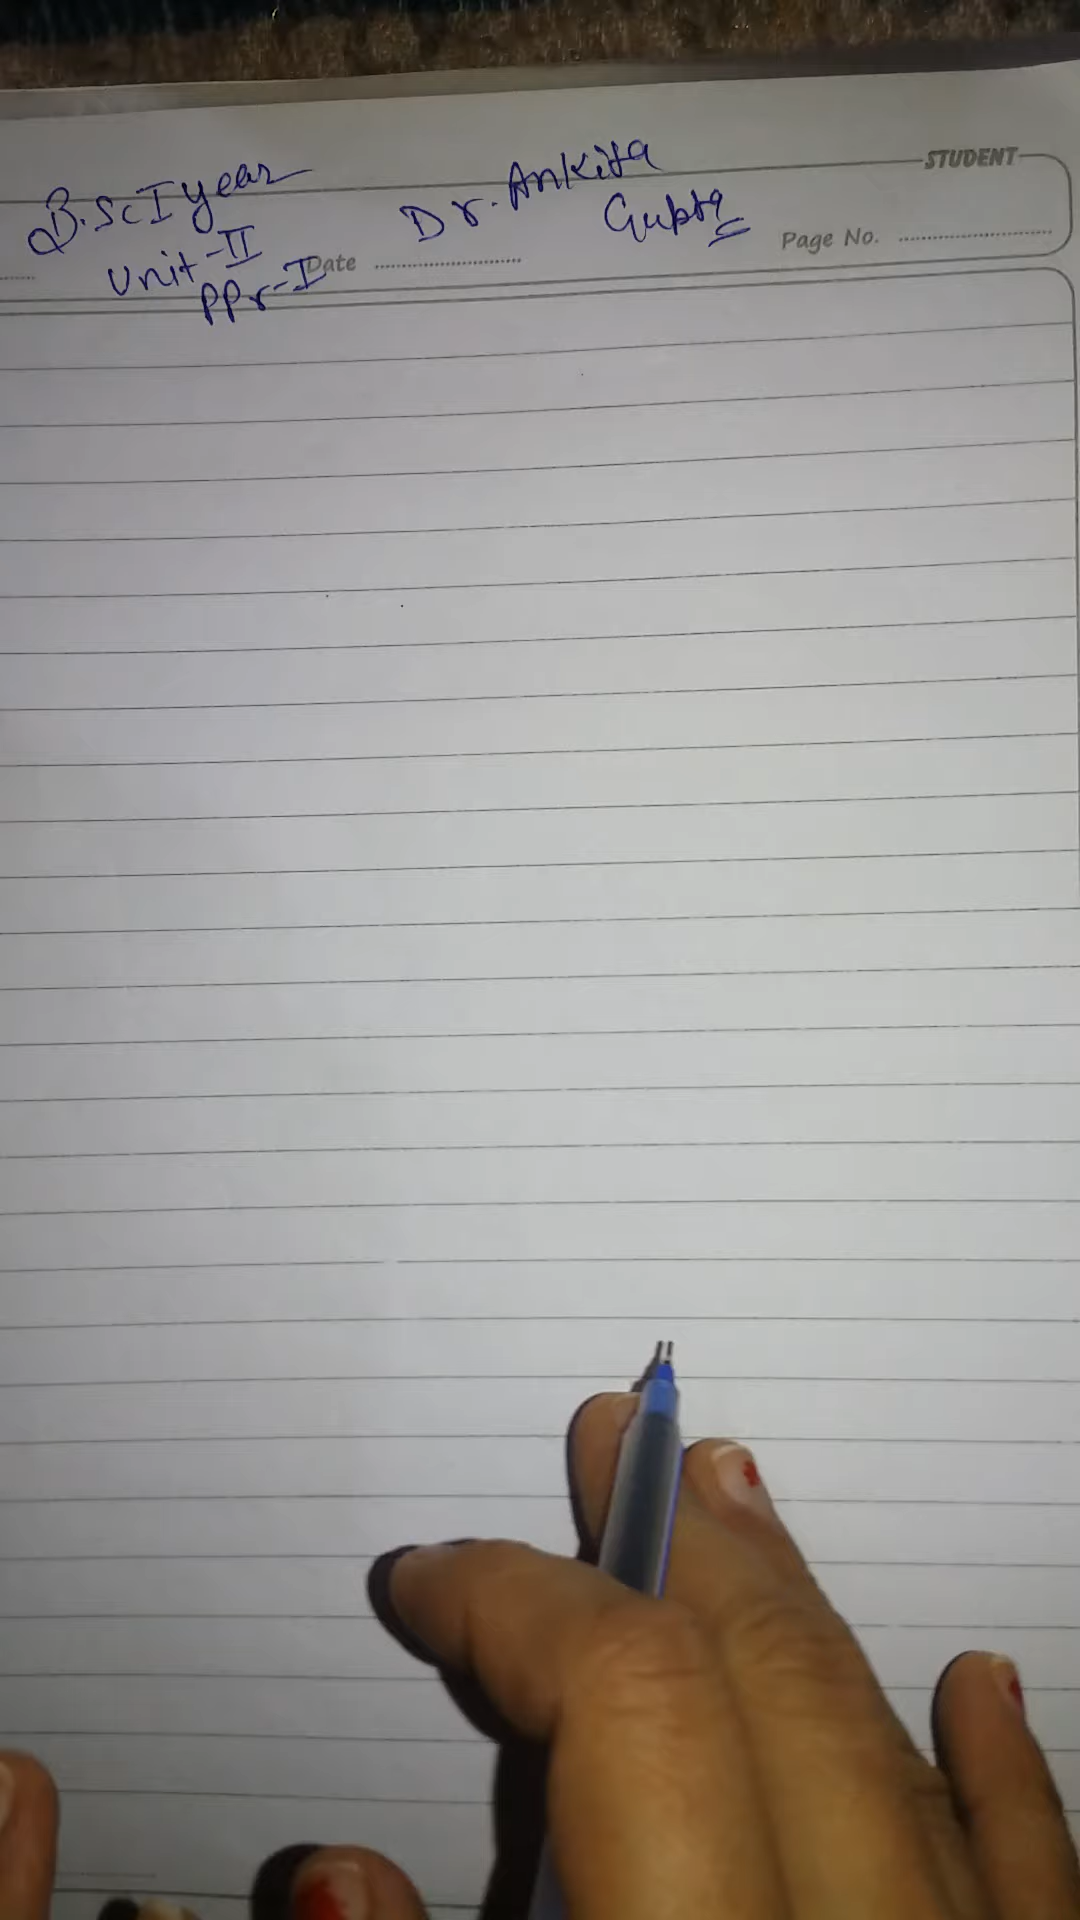 STUDENT
B.Sc I year
Dr. Ankita
Gupta
Unit-II
Date
Page No.
PPr-I